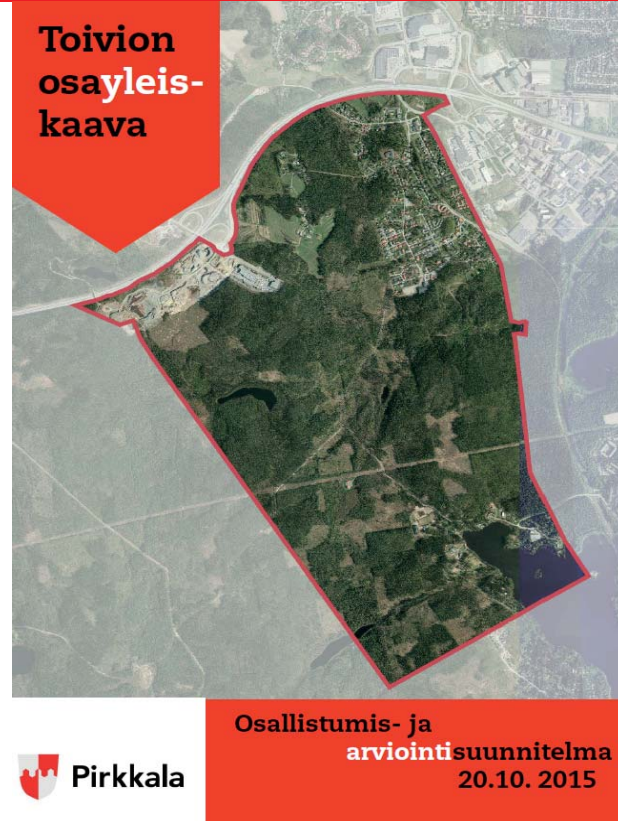 Toivion
osayleis-
kaava
Osallistumis- ja
arviointisuunnitelma
20.10. 2015
Pirkkala